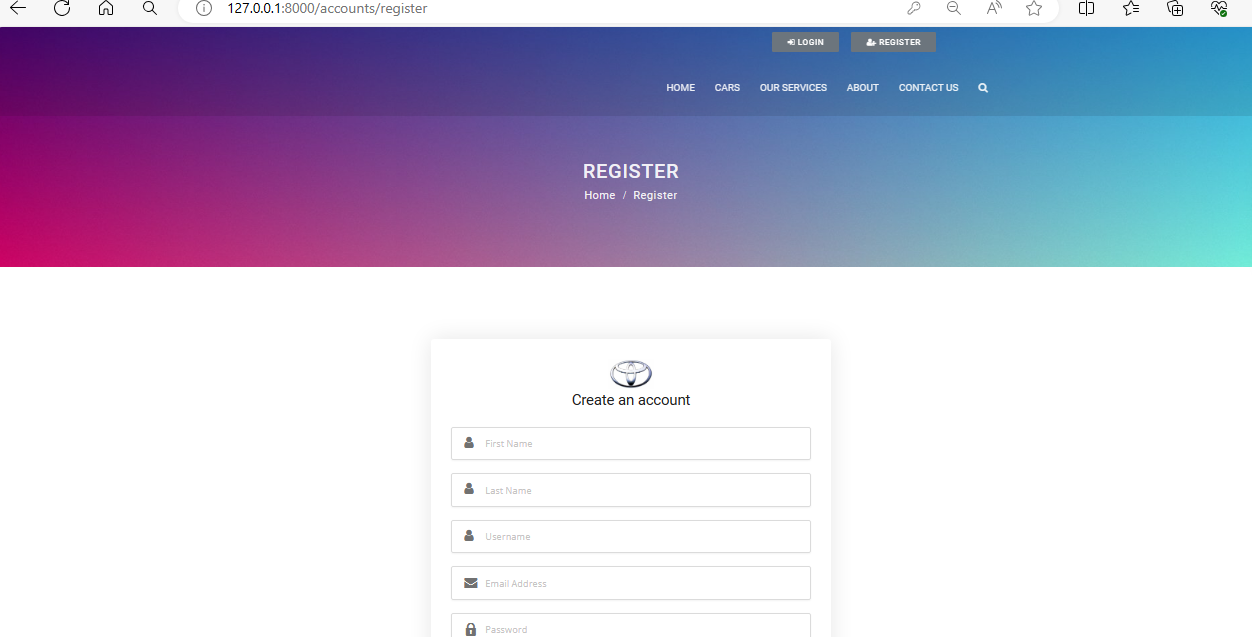 127.0.0.1:8000/accounts/register
LOGIN REGISTER
HOME CARS OUR SERVICES ABOUT CONTACT US
REGISTER
Home / Register
Create an account
First Name
Last Name
Username
Email Address
Password